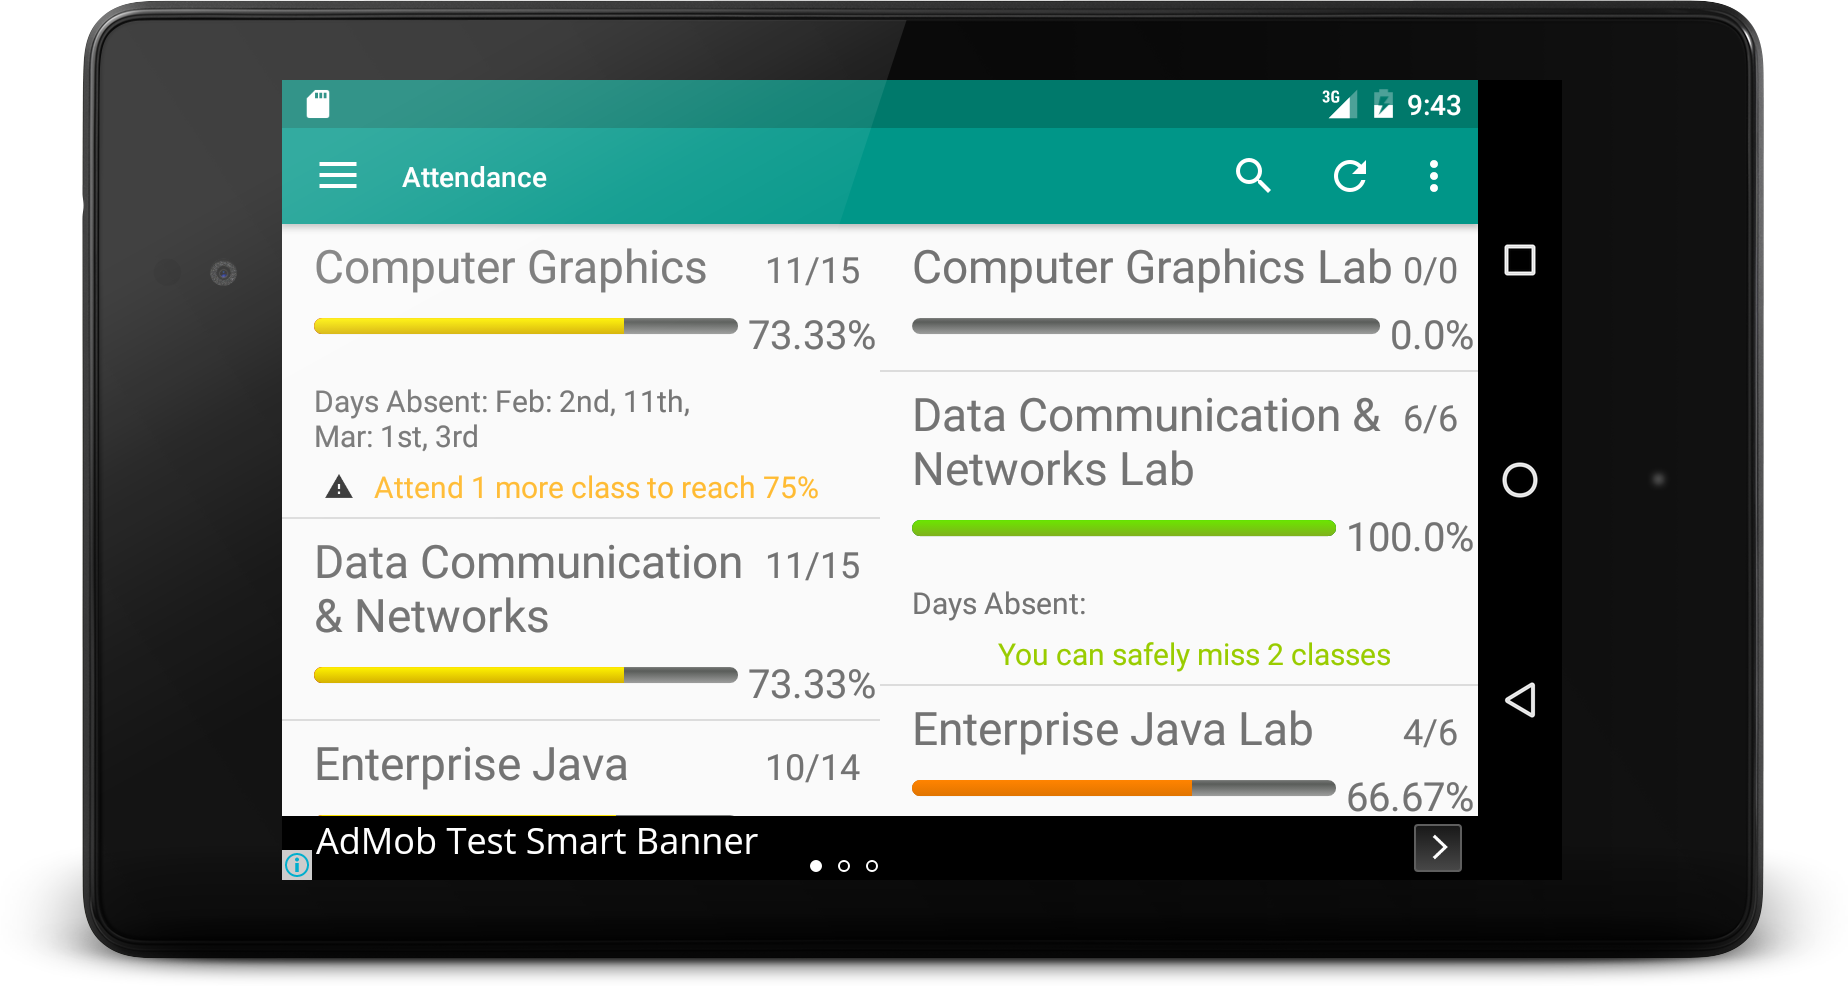 3G 9:43
Attendance
Computer Graphics 11/15
73.33%
Days Absent: Feb: 2nd, 11th,
Mar: 1st, 3rd
Attend 1 more class to reach 75%
Data Communication 11/15
& Networks
73.33%
Enterprise Java 10/14
Computer Graphics Lab 0/0
0.0%
Data Communication & 6/6
Networks Lab
100.0%
Days Absent:
You can safely miss 2 classes
Enterprise Java Lab 4/6
66.67%
AdMob Test Smart Banner